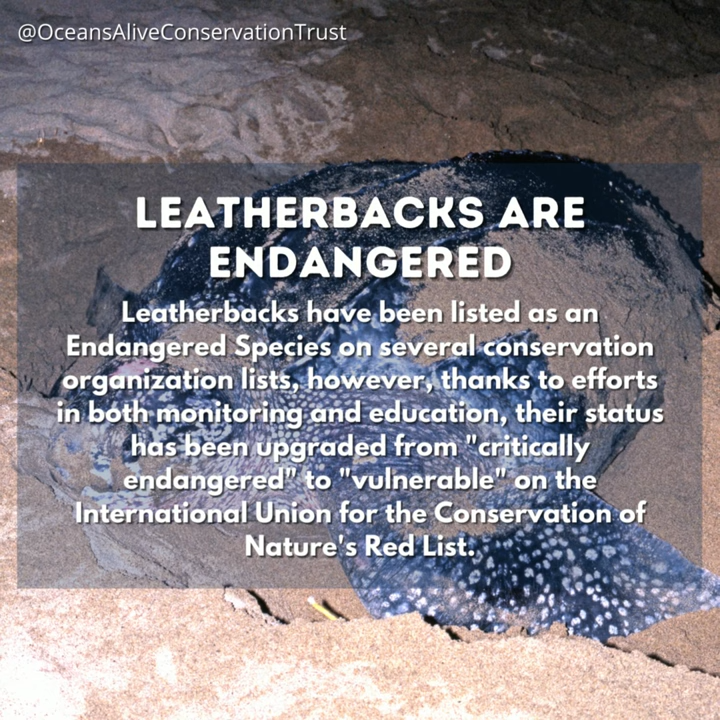 @OceansAliveConservationTrust
LEATHERBACKS ARE
ENDANGERED
Leatherbacks have been listed as an
Endangered Species on several conservation
organization lists, however, thanks to efforts
in both monitoring and education, their status
has been upgraded from "critically
endangered" to "vulnerable" on the
International Union for the Conservation of
Nature's Red List.